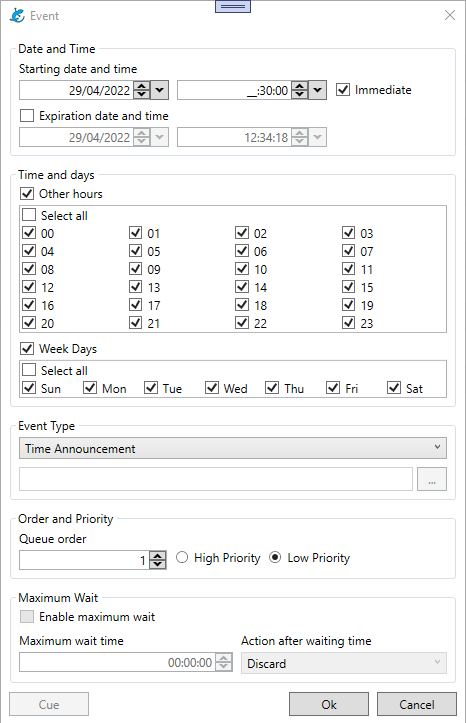 Event
Date and Time
Starting date and time
29/04/2022 __:30:00 Immediate
Expiration date and time
29/04/2022 12:34:18
Time and days
Other hours
Select all
00 01 02 03
04 05 06 07
08 09 10 11
12 13 14 15
16 17 18 19
20 21 22 23
Week Days
Select all
Sun Mon Tue Wed Thu Fri Sat
Event Type
Time Announcement
...
Order and Priority
Queue order
1 High Priority Low Priority
Maximum Wait
Enable maximum wait
Maximum wait time Action after waiting time
00:00:00 Discard
Cue Ok Cancel